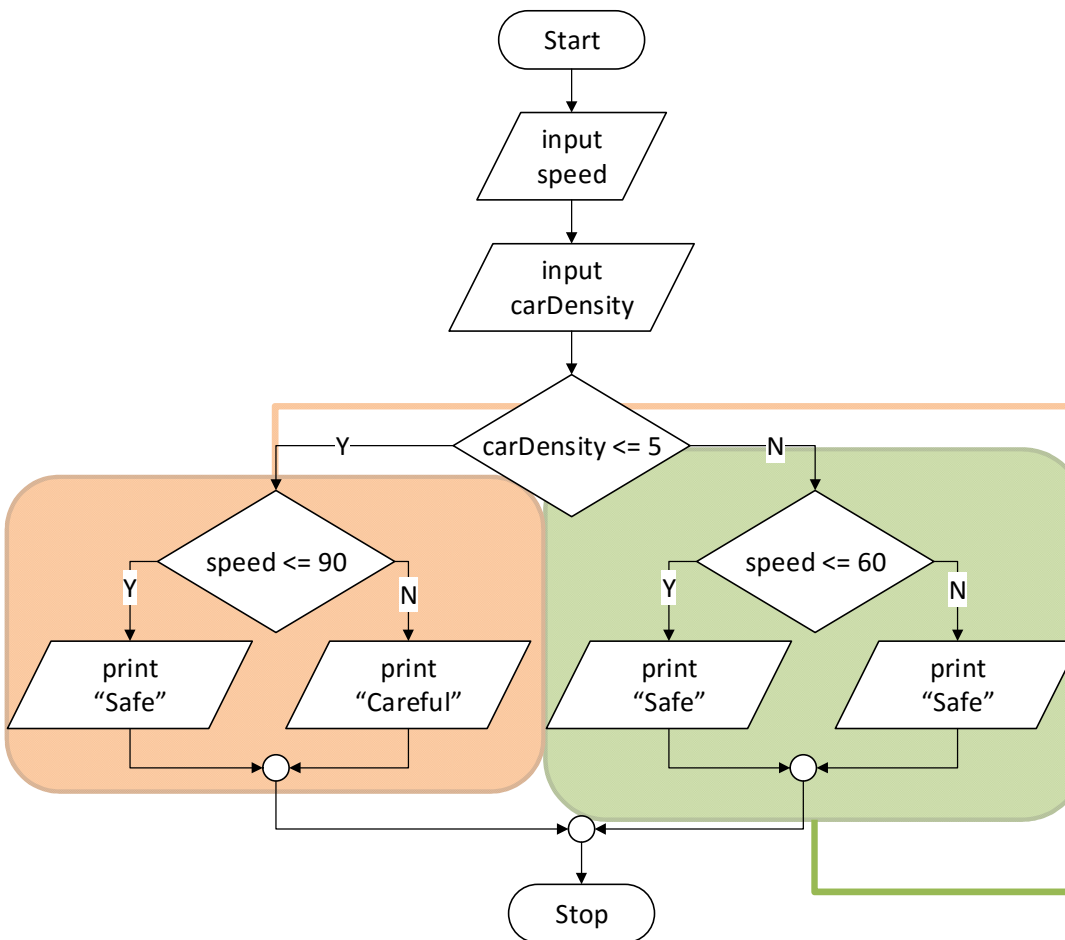 Start
input
speed
input
carDensity
carDensity <= 5
Y
N
speed <= 90
Y
N
print
“Safe”
print
“Careful”
speed <= 60
Y
N
print
“Safe”
print
“Safe”
Stop